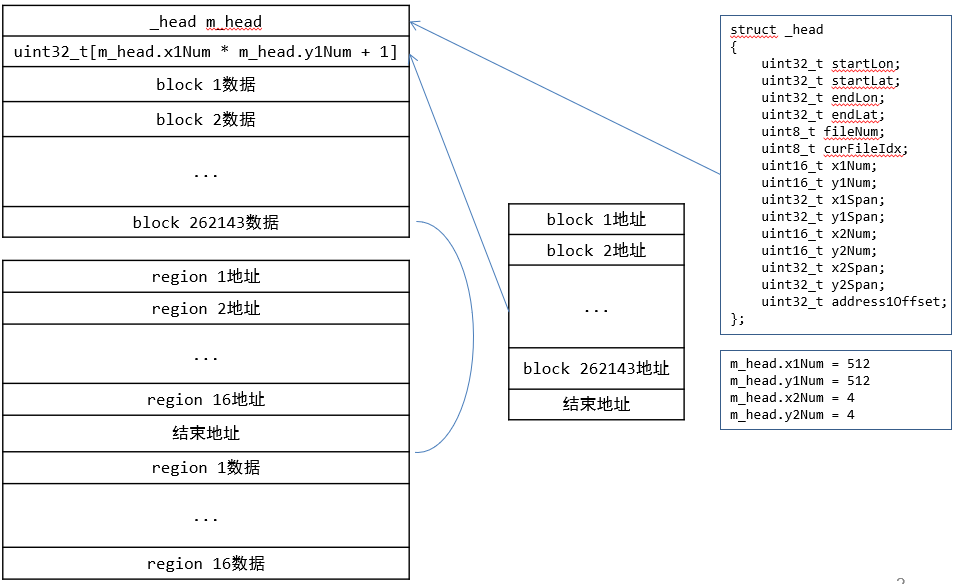 _head m_head
uint32_t[m_head.x1Num * m_head.y1Num + 1]
block 1数据
block 2数据
...
block 262143数据
region 1地址
region 2地址
...
region 16地址
结束地址
region 1数据
...
region 16数据
block 1地址
block 2地址
...
block 262143地址
结束地址
struct _head
{
uint32_t startLon;
uint32_t startLat;
uint32_t endLon;
uint32_t endLat;
uint8_t fileNum;
uint8_t curFileIdx;
uint16_t x1Num;
uint16_t y1Num;
uint32_t x1Span;
uint32_t y1Span;
uint16_t x2Num;
uint16_t y2Num;
uint32_t x2Span;
uint32_t y2Span;
uint32_t address1Offset;
};
m_head.x1Num = 512
m_head.y1Num = 512
m_head.x2Num = 4
m_head.y2Num = 4